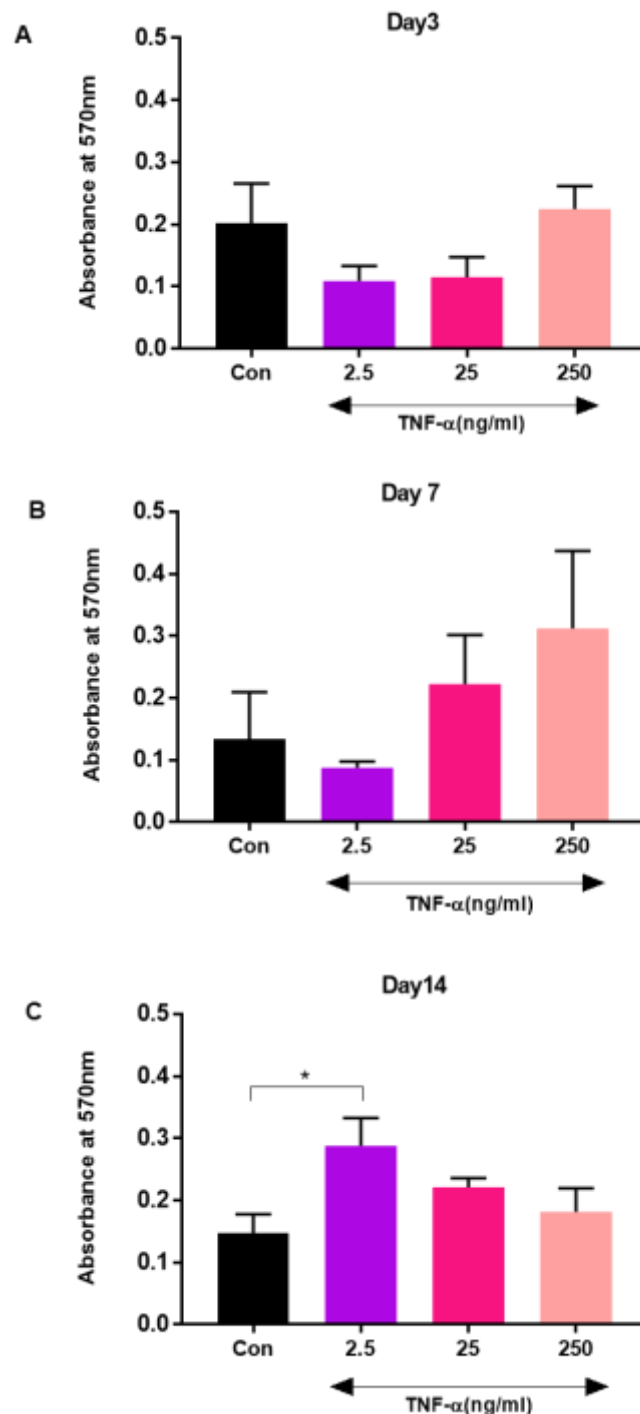 A
Day3
Absorbance at 570nm
0.5
0.4
0.3
0.2
0.1
0.0
Con 2.5 25 250
TNF-α(ng/ml)
B
Day 7
Absorbance at 570nm
0.5
0.4
0.3
0.2
0.1
0.0
Con 2.5 25 250
TNF-α(ng/ml)
C
Day14
Absorbance at 570nm
0.5
0.4
*
0.3
0.2
0.1
0.0
Con 2.5 25 250
TNF-α(ng/ml)